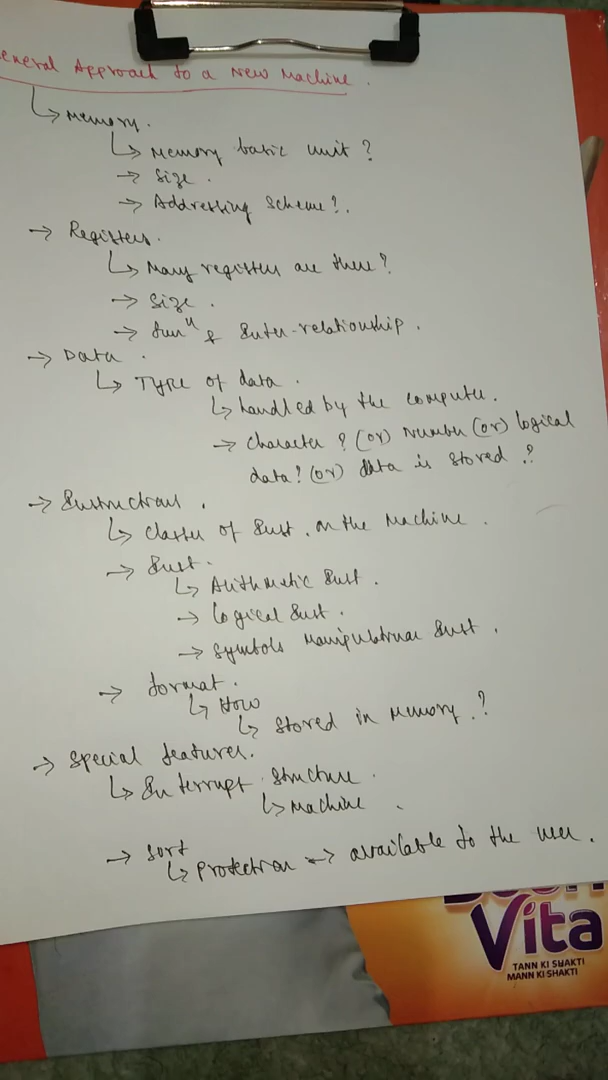 General Approach to a New Machine.
↳ Memory.
↳ Memory basic unit?
→ Size.
→ Addressing Scheme?.
→ Registers.
↳ Many registers are there?
→ Size.
→ funⁿ & Inter-relationship.
→ Data.
↳ Type of data.
↳ handled by the computer.
→ character? (or) Number (or) logical
data? (or) data is stored.?
→ Instructions.
↳ Classes of Inst. on the Machine.
→ Inst.
↳ Arithmetic Inst.
→ logical Inst.
→ Symbols Manipulational Inst.
→ format.
↳ How
↳ Stored in Memory.?
→ Special features.
↳ Interrupt Structure.
↳ Machine.
→ Sort
↳ Protection → available to the user.
Vita
TANN KI SHAKTI
MANN KI SHAKTI